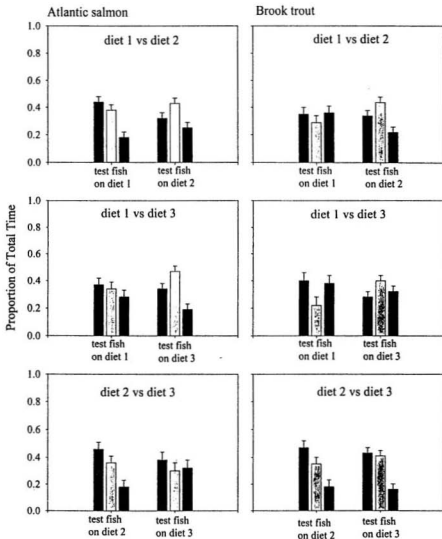 Atlantic salmon Brook trout
diet 1 vs diet 2 diet 1 vs diet 2
1.0
0.8
0.6
0.4
0.2
0.0
test fish test fish test fish test fish
on diet 1 on diet 2 on diet 1 on diet 2
Proportion of Total Time
diet 1 vs diet 3 diet 1 vs diet 3
1.0
0.8
0.6
0.4
0.2
0.0
test fish test fish test fish test fish
on diet 1 on diet 3 on diet 1 on diet 3
diet 2 vs diet 3 diet 2 vs diet 3
1.0
0.8
0.6
0.4
0.2
0.0
test fish test fish test fish test fish
on diet 2 on diet 3 on diet 2 on diet 3